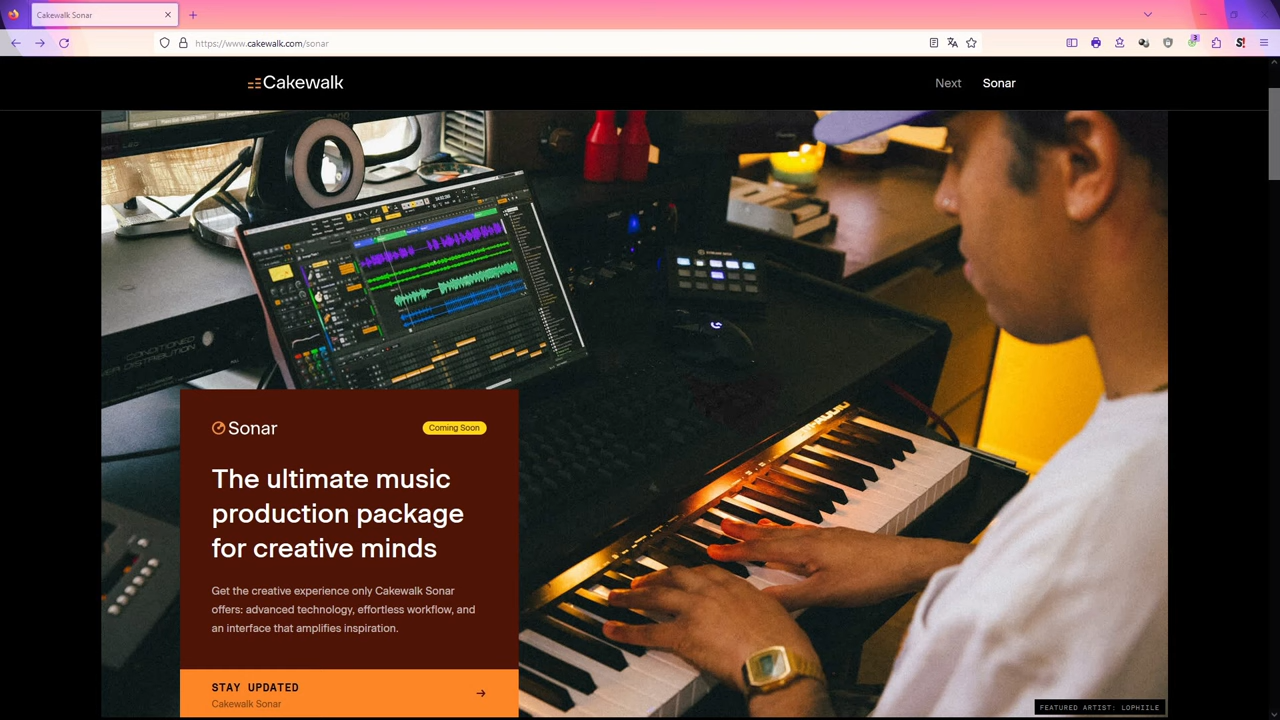 Cakewalk Sonar
https://www.cakewalk.com/sonar
3
S!
Cakewalk
Next
Sonar
Sonar
Coming Soon
The ultimate music
production package
for creative minds
Get the creative experience only Cakewalk Sonar
offers: advanced technology, effortless workflow, and
an interface that amplifies inspiration.
STAY UPDATED
Cakewalk Sonar
FEATURED ARTIST: LOPHIILE